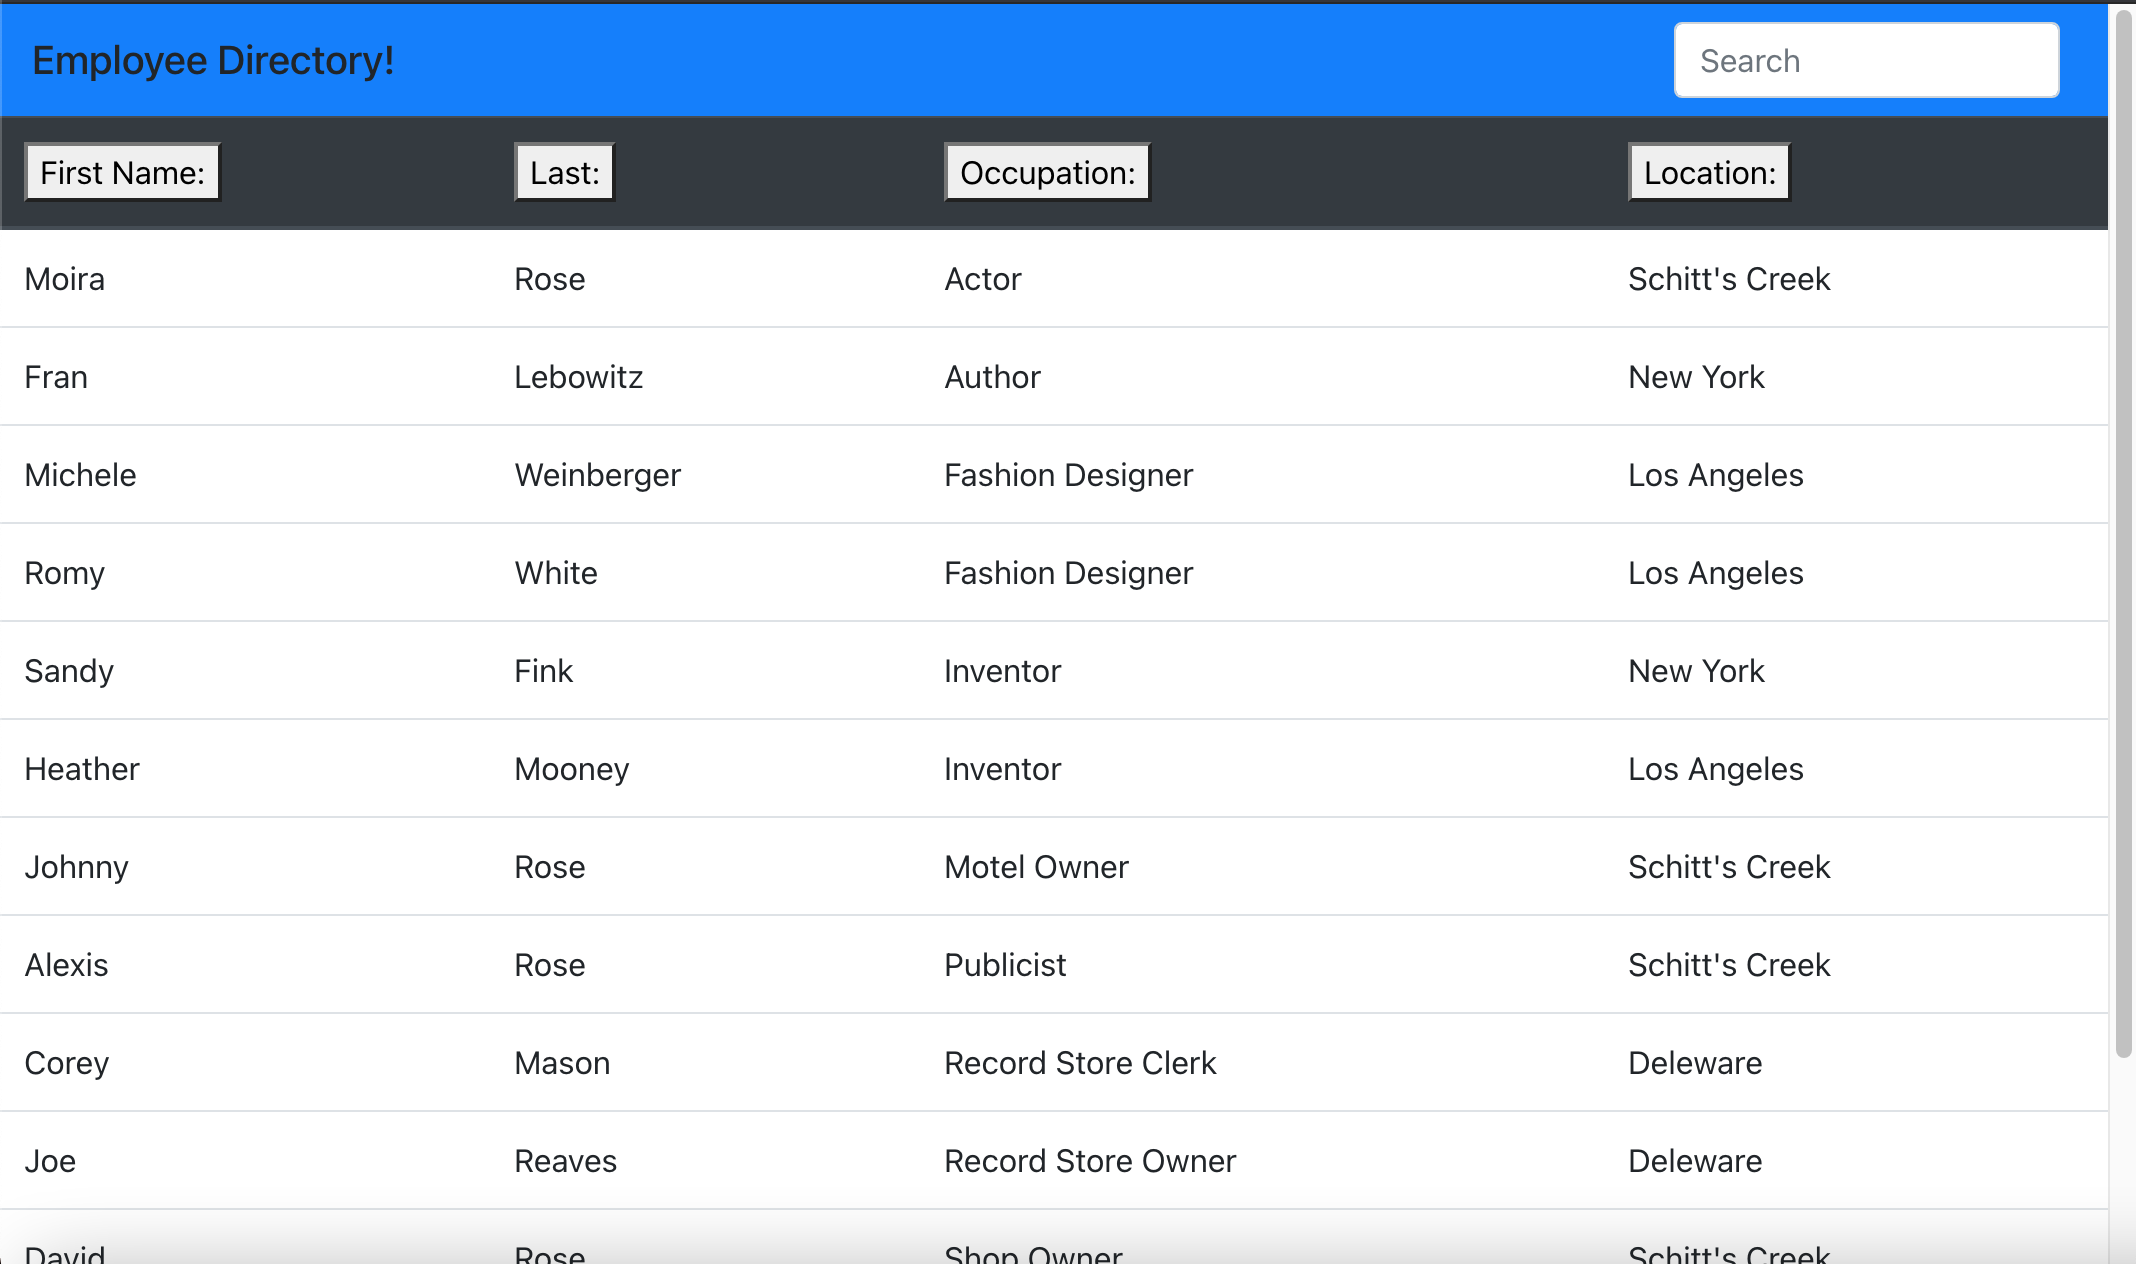 Employee Directory! Search
First Name: Last: Occupation: Location:
Moira Rose Actor Schitt's Creek
Fran Lebowitz Author New York
Michele Weinberger Fashion Designer Los Angeles
Romy White Fashion Designer Los Angeles
Sandy Fink Inventor New York
Heather Mooney Inventor Los Angeles
Johnny Rose Motel Owner Schitt's Creek
Alexis Rose Publicist Schitt's Creek
Corey Mason Record Store Clerk Deleware
Joe Reaves Record Store Owner Deleware
David Rose Shop Owner Schitt's Creek